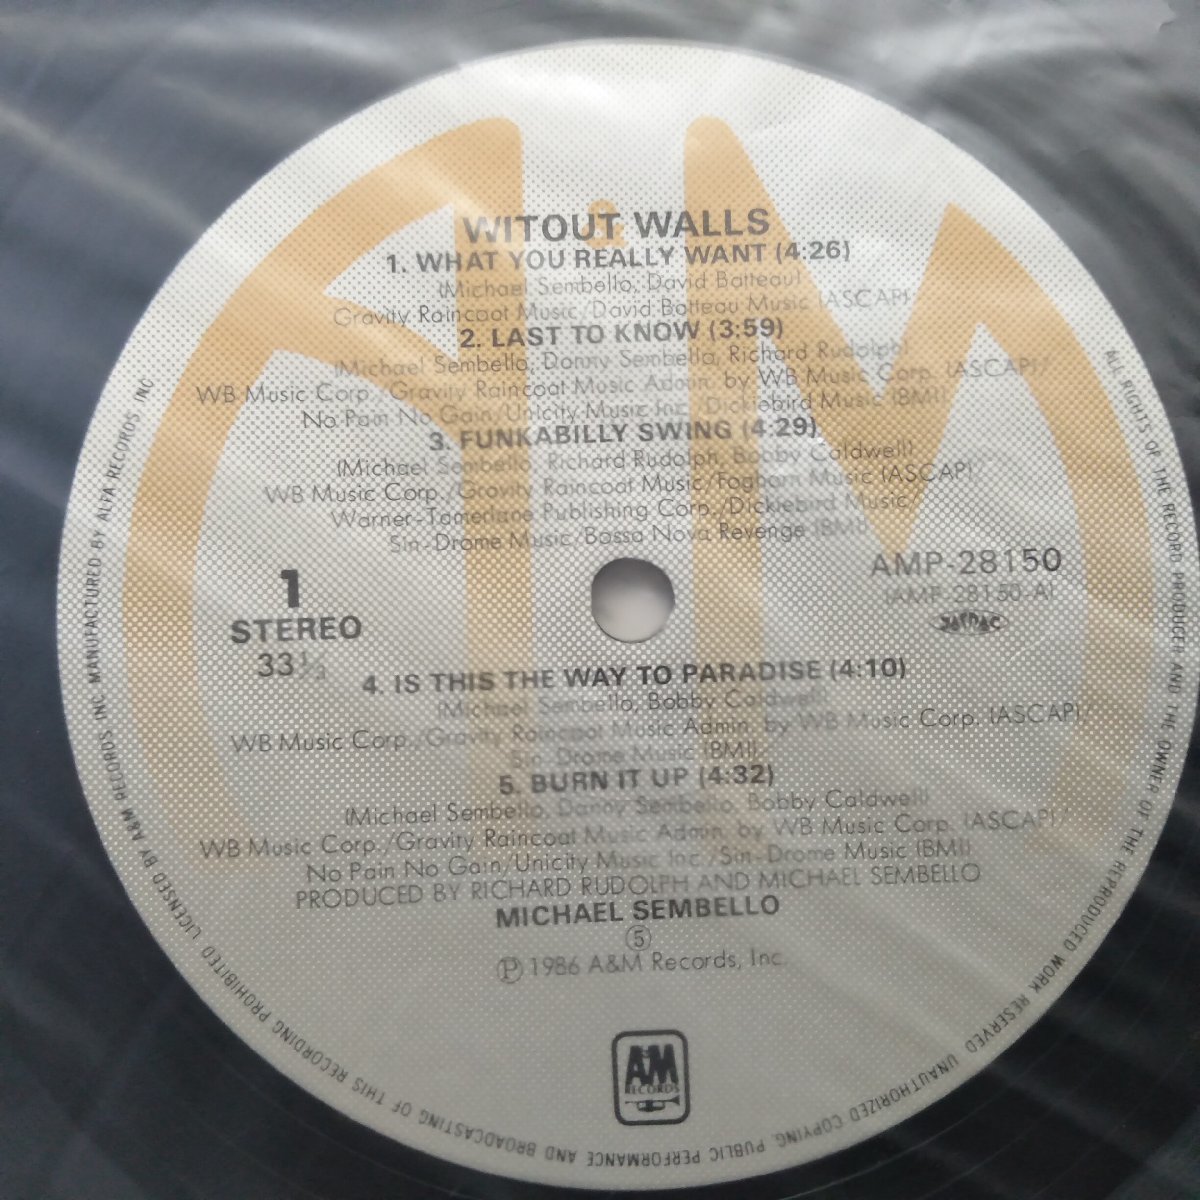 &
WITOUT WALLS
1. WHAT YOU REALLY WANT (4:26)
(Michael Sembello, David Batteau)
Gravity Raincoat Music/David Batteau Music (ASCAP)
2. LAST TO KNOW (3:59)
(Michael Sembello, Danny Sembello, Richard Rudolph)
WB Music Corp./Gravity Raincoat Music Admin. by WB Music Corp. (ASCAP)/
No Pain No Gain/Unicity Music Inc./Dickiebird Music (BMI)
3. FUNKABILLY SWING (4:29)
(Michael Sembello, Richard Rudolph, Bobby Caldwell)
WB Music Corp./Gravity Raincoat Music/Foghorn Music (ASCAP)/
Warner-Tamerlane Publishing Corp./Dickiebird Music/
Sin-Drome Music/Bossa Nova Revenge (BMI)
1
STEREO
33 1/3
AMP-28150
(AMP-28150-A)
JASRAC
4. IS THIS THE WAY TO PARADISE (4:10)
(Michael Sembello, Bobby Caldwell)
WB Music Corp./Gravity Raincoat Music Admin. by WB Music Corp. (ASCAP)/
Sin-Drome Music (BMI)
5. BURN IT UP (4:32)
(Michael Sembello, Danny Sembello, Bobby Caldwell)
WB Music Corp./Gravity Raincoat Music Admin. by WB Music Corp. (ASCAP)/
No Pain No Gain/Unicity Music Inc./Sin-Drome Music (BMI)
PRODUCED BY RICHARD RUDOLPH AND MICHAEL SEMBELLO
MICHAEL SEMBELLO
⑤
Ⓟ 1986 A&M Records, Inc.
A&M
RECORDS
ALL RIGHTS OF THE RECORD PRODUCER AND THE OWNER OF THE REPRODUCED WORK RESERVED UNAUTHORIZED COPYING, PUBLIC PERFORMANCE AND BROADCASTING OF THIS RECORDING PROHIBITED LICENSED BY A&M RECORDS INC MANUFACTURED BY ALFA RECORDS, INC